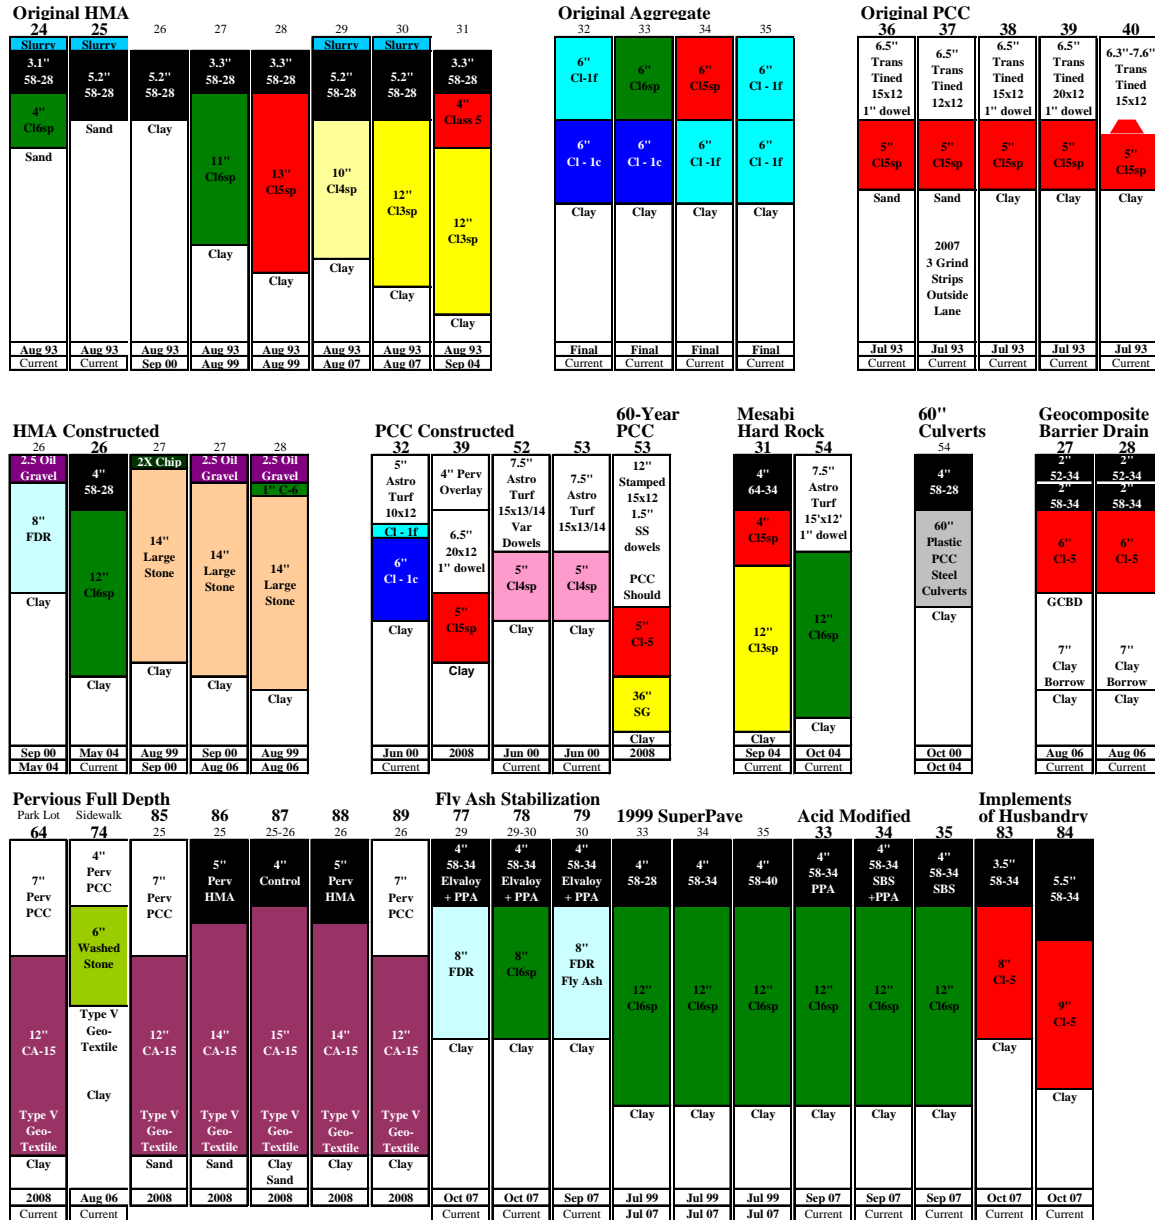 Original HMA
24 25 26 27 28 29 30 31
Slurry Slurry Slurry Slurry
3.1"
58-28
4"
Cl6sp
Sand
Aug 93
Current
5.2"
58-28
Sand
Aug 93
Current
5.2"
58-28
Clay
Aug 93
Sep 00
3.3"
58-28
11"
Cl6sp
Clay
Aug 93
Aug 99
3.3"
58-28
13"
Cl5sp
Clay
Aug 93
Aug 99
5.2"
58-28
10"
Cl4sp
Clay
Aug 93
Aug 07
5.2"
58-28
12"
Cl3sp
Clay
Aug 93
Aug 07
3.3"
58-28
4"
Class 5
12"
Cl3sp
Clay
Aug 93
Sep 04
Original Aggregate
32 33 34 35
6"
Cl-1f
6"
Cl - 1c
Clay
Final
Current
6"
Cl6sp
6"
Cl - 1c
Clay
Final
Current
6"
Cl5sp
6"
Cl -1f
Clay
Final
Current
6"
Cl - 1f
6"
Cl - 1f
Clay
Final
Current
Original PCC
36 37 38 39 40
6.5"
Trans
Tined
15x12
1" dowel
5"
Cl5sp
Sand
Jul 93
Current
6.5"
Trans
Tined
12x12
5"
Cl5sp
Sand
2007
3 Grind
Strips
Outside
Lane
Jul 93
Current
6.5"
Trans
Tined
15x12
1" dowel
5"
Cl5sp
Clay
Jul 93
Current
6.5"
Trans
Tined
20x12
1" dowel
5"
Cl5sp
Clay
Jul 93
Current
6.3"-7.6"
Trans
Tined
15x12
5"
Cl5sp
Clay
Jul 93
Current
HMA Constructed
26 26 27 27 28
2.5 Oil
Gravel
8"
FDR
Clay
Sep 00
May 04
4"
58-28
12"
Cl6sp
Clay
May 04
Current
2X Chip
14"
Large
Stone
Clay
Aug 99
Sep 00
2.5 Oil
Gravel
14"
Large
Stone
Clay
Sep 00
Aug 06
2.5 Oil
Gravel
1" C-6
14"
Large
Stone
Clay
Aug 99
Aug 06
PCC Constructed
32 39 52 53
5"
Astro
Turf
10x12
Cl - 1f
6"
Cl - 1c
Clay
Jun 00
Current
4" Perv
Overlay
6.5"
20x12
1" dowel
5"
Cl5sp
Clay
2008
7.5"
Astro
Turf
15x13/14
Var
Dowels
5"
Cl4sp
Clay
Jun 00
Current
7.5"
Astro
Turf
15x13/14
5"
Cl4sp
Clay
Jun 00
Current
60-Year
PCC
53
12"
Stamped
15x12
1.5"
SS
dowels
PCC
Should
5"
Cl-5
36"
SG
Clay
2008
Mesabi
Hard Rock
31 54
4"
64-34
4"
Cl5sp
12"
Cl3sp
Clay
Sep 04
Current
7.5"
Astro
Turf
15'x12'
1" dowel
12"
Cl6sp
Clay
Oct 04
Current
60"
Culverts
54
4"
58-28
60"
Plastic
PCC
Steel
Culverts
Clay
Oct 00
Oct 04
Geocomposite
Barrier Drain
27 28
2"
52-34
2"
58-34
6"
Cl-5
GCBD
7"
Clay
Borrow
Clay
Aug 06
Current
2"
52-34
2"
58-34
6"
Cl-5
7"
Clay
Borrow
Clay
Aug 06
Current
Pervious Full Depth
Park Lot
64
7"
Perv
PCC
12"
CA-15
Type V
Geo-
Textile
Clay
2008
Current
Sidewalk
74
4"
Perv
PCC
6"
Washed
Stone
Type V
Geo-
Textile
Clay
Aug 06
Current
85
25
7"
Perv
PCC
12"
CA-15
Type V
Geo-
Textile
Sand
2008
86
25
5"
Perv
HMA
14"
CA-15
Type V
Geo-
Textile
Sand
2008
87
25-26
4"
Control
15"
CA-15
Type V
Geo-
Textile
Clay
Sand
2008
88
26
5"
Perv
HMA
14"
CA-15
Type V
Geo-
Textile
Clay
2008
89
26
7"
Perv
PCC
12"
CA-15
Type V
Geo-
Textile
Clay
2008
Fly Ash Stabilization
77
29
4"
58-34
Elvaloy
+ PPA
8"
FDR
Clay
Oct 07
Current
78
29-30
4"
58-34
Elvaloy
+ PPA
8"
Cl6sp
Clay
Oct 07
Current
79
30
4"
58-34
Elvaloy
+ PPA
8"
FDR
Fly Ash
Clay
Sep 07
Current
1999 SuperPave
33 34 35
4"
58-28
12"
Cl6sp
Clay
Jul 99
Jul 07
4"
58-34
12"
Cl6sp
Clay
Jul 99
Jul 07
4"
58-40
12"
Cl6sp
Clay
Jul 99
Jul 07
Acid Modified
33 34 35
4"
58-34
PPA
12"
Cl6sp
Clay
Sep 07
Current
4"
58-34
SBS
+PPA
12"
Cl6sp
Clay
Sep 07
Current
4"
58-34
SBS
12"
Cl6sp
Clay
Sep 07
Current
Implements
of Husbandry
83 84
3.5"
58-34
8"
Cl-5
Clay
Oct 07
Current
5.5"
58-34
9"
Cl-5
Clay
Oct 07
Current